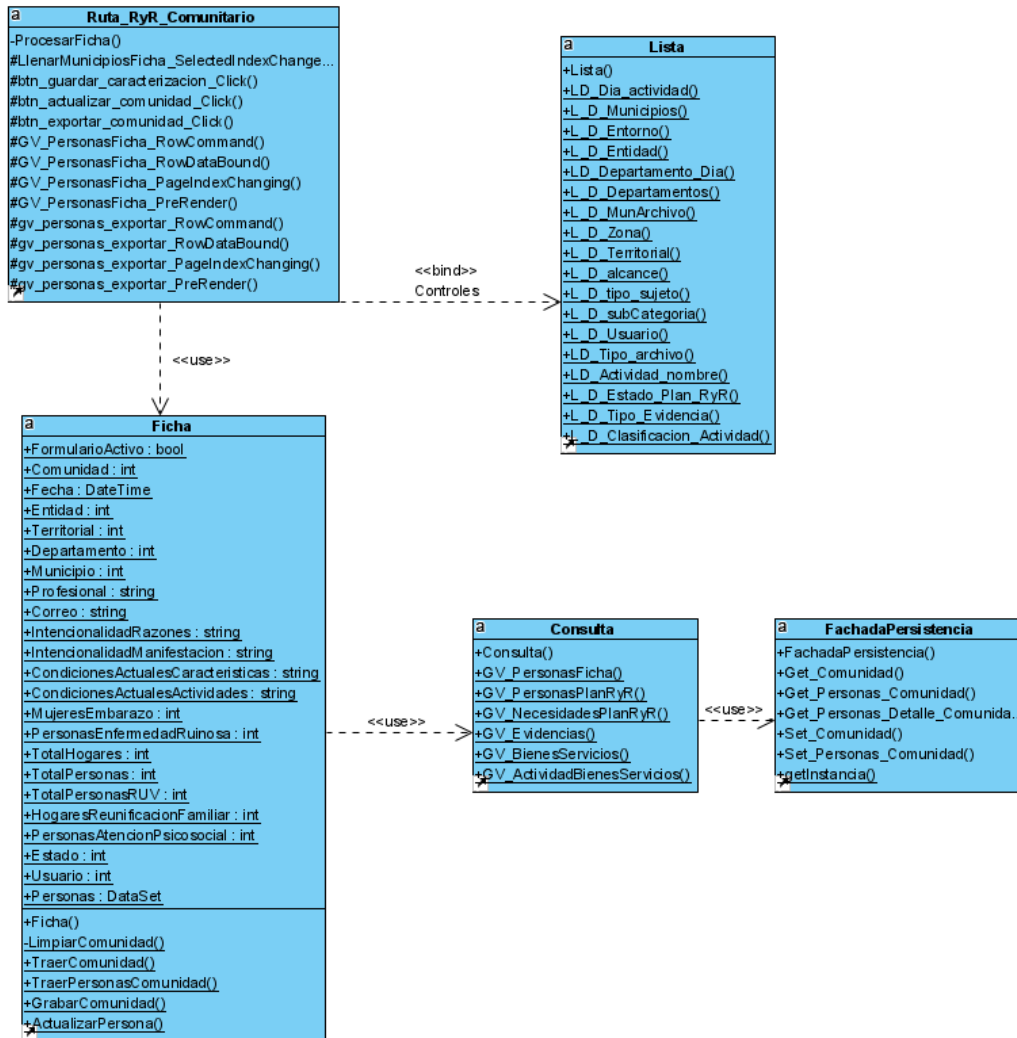 a
Ruta_RyR_Comunitario
-ProcesarFicha()
#LlenarMunicipiosFicha_SelectedIndexChange...
#btn_guardar_caracterizacion_Click()
#btn_actualizar_comunidad_Click()
#btn_exportar_comunidad_Click()
#GV_PersonasFicha_RowCommand()
#GV_PersonasFicha_RowDataBound()
#GV_PersonasFicha_PageIndexChanging()
#GV_PersonasFicha_PreRender()
#gv_personas_exportar_RowCommand()
#gv_personas_exportar_RowDataBound()
#gv_personas_exportar_PageIndexChanging()
#gv_personas_exportar_PreRender()
<<bind>>
Controles
a
Lista
+Lista()
+LD_Dia_actividad()
+L_D_Municipios()
+L_D_Entorno()
+L_D_Entidad()
+LD_Departamento_Dia()
+L_D_Departamentos()
+L_D_MunArchivo()
+L_D_Zona()
+L_D_Territorial()
+L_D_alcance()
+L_D_tipo_sujeto()
+L_D_subCategoria()
+L_D_Usuario()
+LD_Tipo_archivo()
+LD_Actividad_nombre()
+L_D_Estado_Plan_RyR()
+L_D_Tipo_Evidencia()
+L_D_Clasificacion_Actividad()
<<use>>
a
Ficha
+FormularioActivo : bool
+Comunidad : int
+Fecha : DateTime
+Entidad : int
+Territorial : int
+Departamento : int
+Municipio : int
+Profesional : string
+Correo : string
+IntencionalidadRazones : string
+IntencionalidadManifestacion : string
+CondicionesActualesCaracteristicas : string
+CondicionesActualesActividades : string
+MujeresEmbarazo : int
+PersonasEnfermedadRuinosa : int
+TotalHogares : int
+TotalPersonas : int
+TotalPersonasRUV : int
+HogaresReunificacionFamiliar : int
+PersonasAtencionPsicosocial : int
+Estado : int
+Usuario : int
+Personas : DataSet
+Ficha()
-LimpiarComunidad()
+TraerComunidad()
+TraerPersonasComunidad()
+GrabarComunidad()
+ActualizarPersona()
<<use>>
a
Consulta
+Consulta()
+GV_PersonasFicha()
+GV_PersonasPlanRyR()
+GV_NecesidadesPlanRyR()
+GV_Evidencias()
+GV_BienesServicios()
+GV_ActividadBienesServicios()
<<use>>
a
FachadaPersistencia
+FachadaPersistencia()
+Get_Comunidad()
+Get_Personas_Comunidad()
+Get_Personas_Detalle_Comunida...
+Set_Comunidad()
+Set_Personas_Comunidad()
+getInstancia()